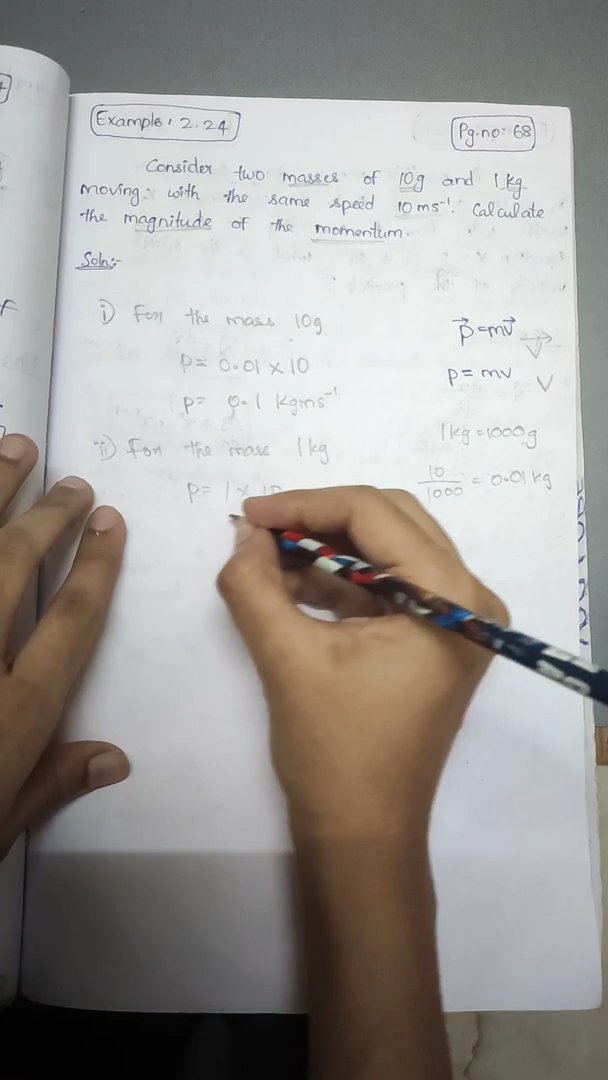 Example: 2.24
Pg.no: 68
Consider two masses of 10g and 1kg
moving with the same speed 10ms⁻¹. Calculate
the magnitude of the momentum.
Soln:-
i) For the mass 10g
P = 0.01 × 10
P = 0.1 Kgms⁻¹
ii) For the mass 1kg
P = 1 × 10
p⃗ = mv⃗
p = mv
V
1kg = 1000g
10/1000 = 0.01 kg